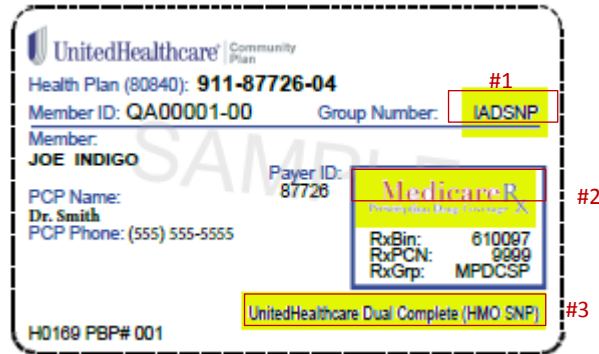 UnitedHealthcare® Community Plan
Health Plan (80840): 911-87726-04
#1
Member ID: QA00001-00 Group Number: IADSNP
Member:
JOE INDIGO
SAMPLE
Payer ID:
87726
MedicareRx
Prescription Drug Coverage
#2
PCP Name:
Dr. Smith
PCP Phone: (555) 555-5555
RxBin: 610097
RxPCN: 9999
RxGrp: MPDCSP
UnitedHealthcare Dual Complete (HMO SNP)
#3
H0169 PBP# 001